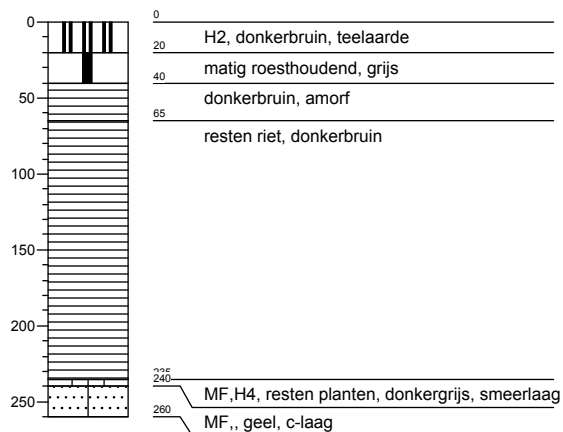 0
0
H2, donkerbruin, teelaarde
20
matig roesthoudend, grijs
40
donkerbruin, amorf
50
65
resten riet, donkerbruin
100
150
200
235
240
MF,H4, resten planten, donkergrijs, smeerlaag
250
260
MF,, geel, c-laag